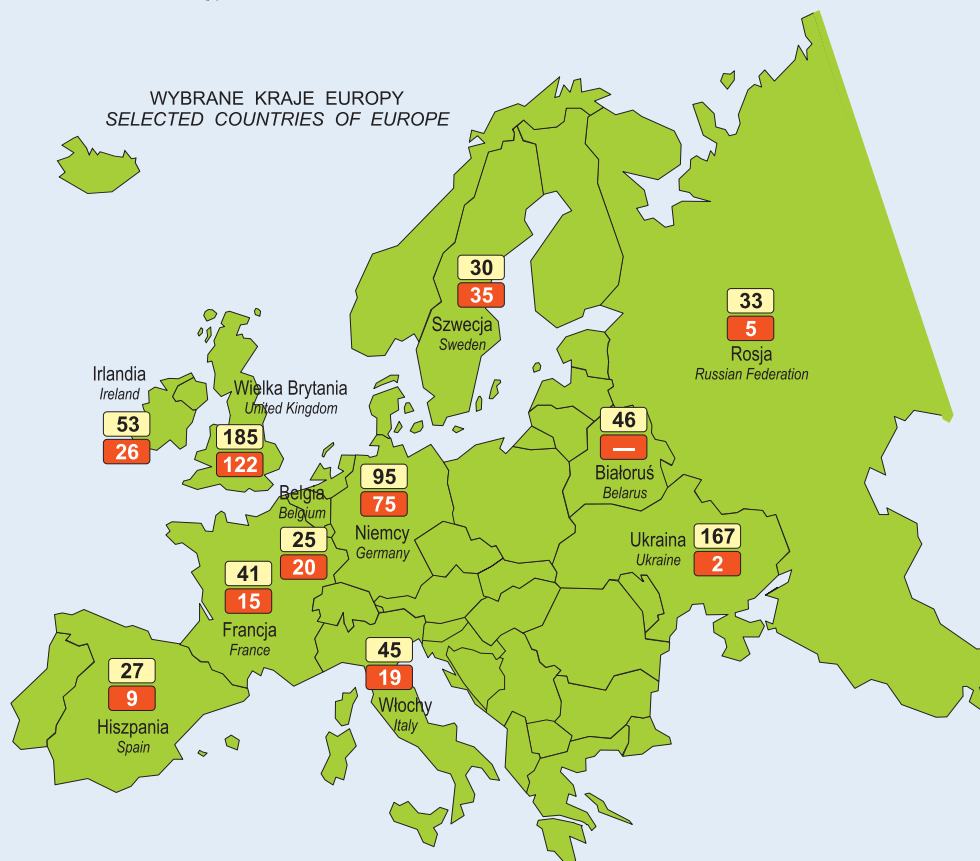 WYBRANE KRAJE EUROPY
SELECTED COUNTRIES OF EUROPE
30
35
Szwecja
Sweden
33
5
Rosja
Russian Federation
Irlandia
Ireland
53
26
Wielka Brytania
United Kingdom
185
122
46
—
Białoruś
Belarus
95
75
Niemcy
Germany
Belgia
Belgium
25
20
Ukraina
Ukraine
167
2
41
15
Francja
France
45
19
Włochy
Italy
27
9
Hiszpania
Spain